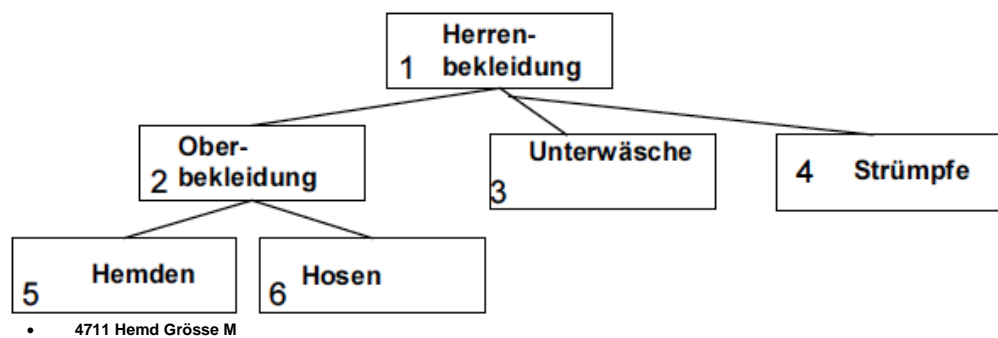 Herren-
1 bekleidung
Ober-
2 bekleidung
Unterwäsche
3
4 Strümpfe
Hemden
5
Hosen
6
• 4711 Hemd Grösse M